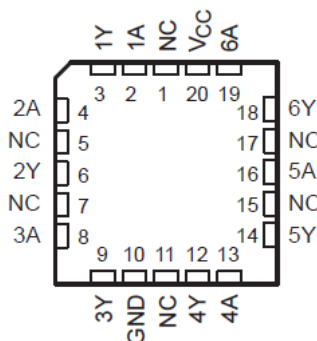 1Y 1A NC VCC 6A
3 2 1 20 19
2A 4 18 6Y
NC 5 17 NC
2Y 6 16 5A
NC 7 15 NC
3A 8 14 5Y
9 10 11 12 13
3Y GND NC 4Y 4A